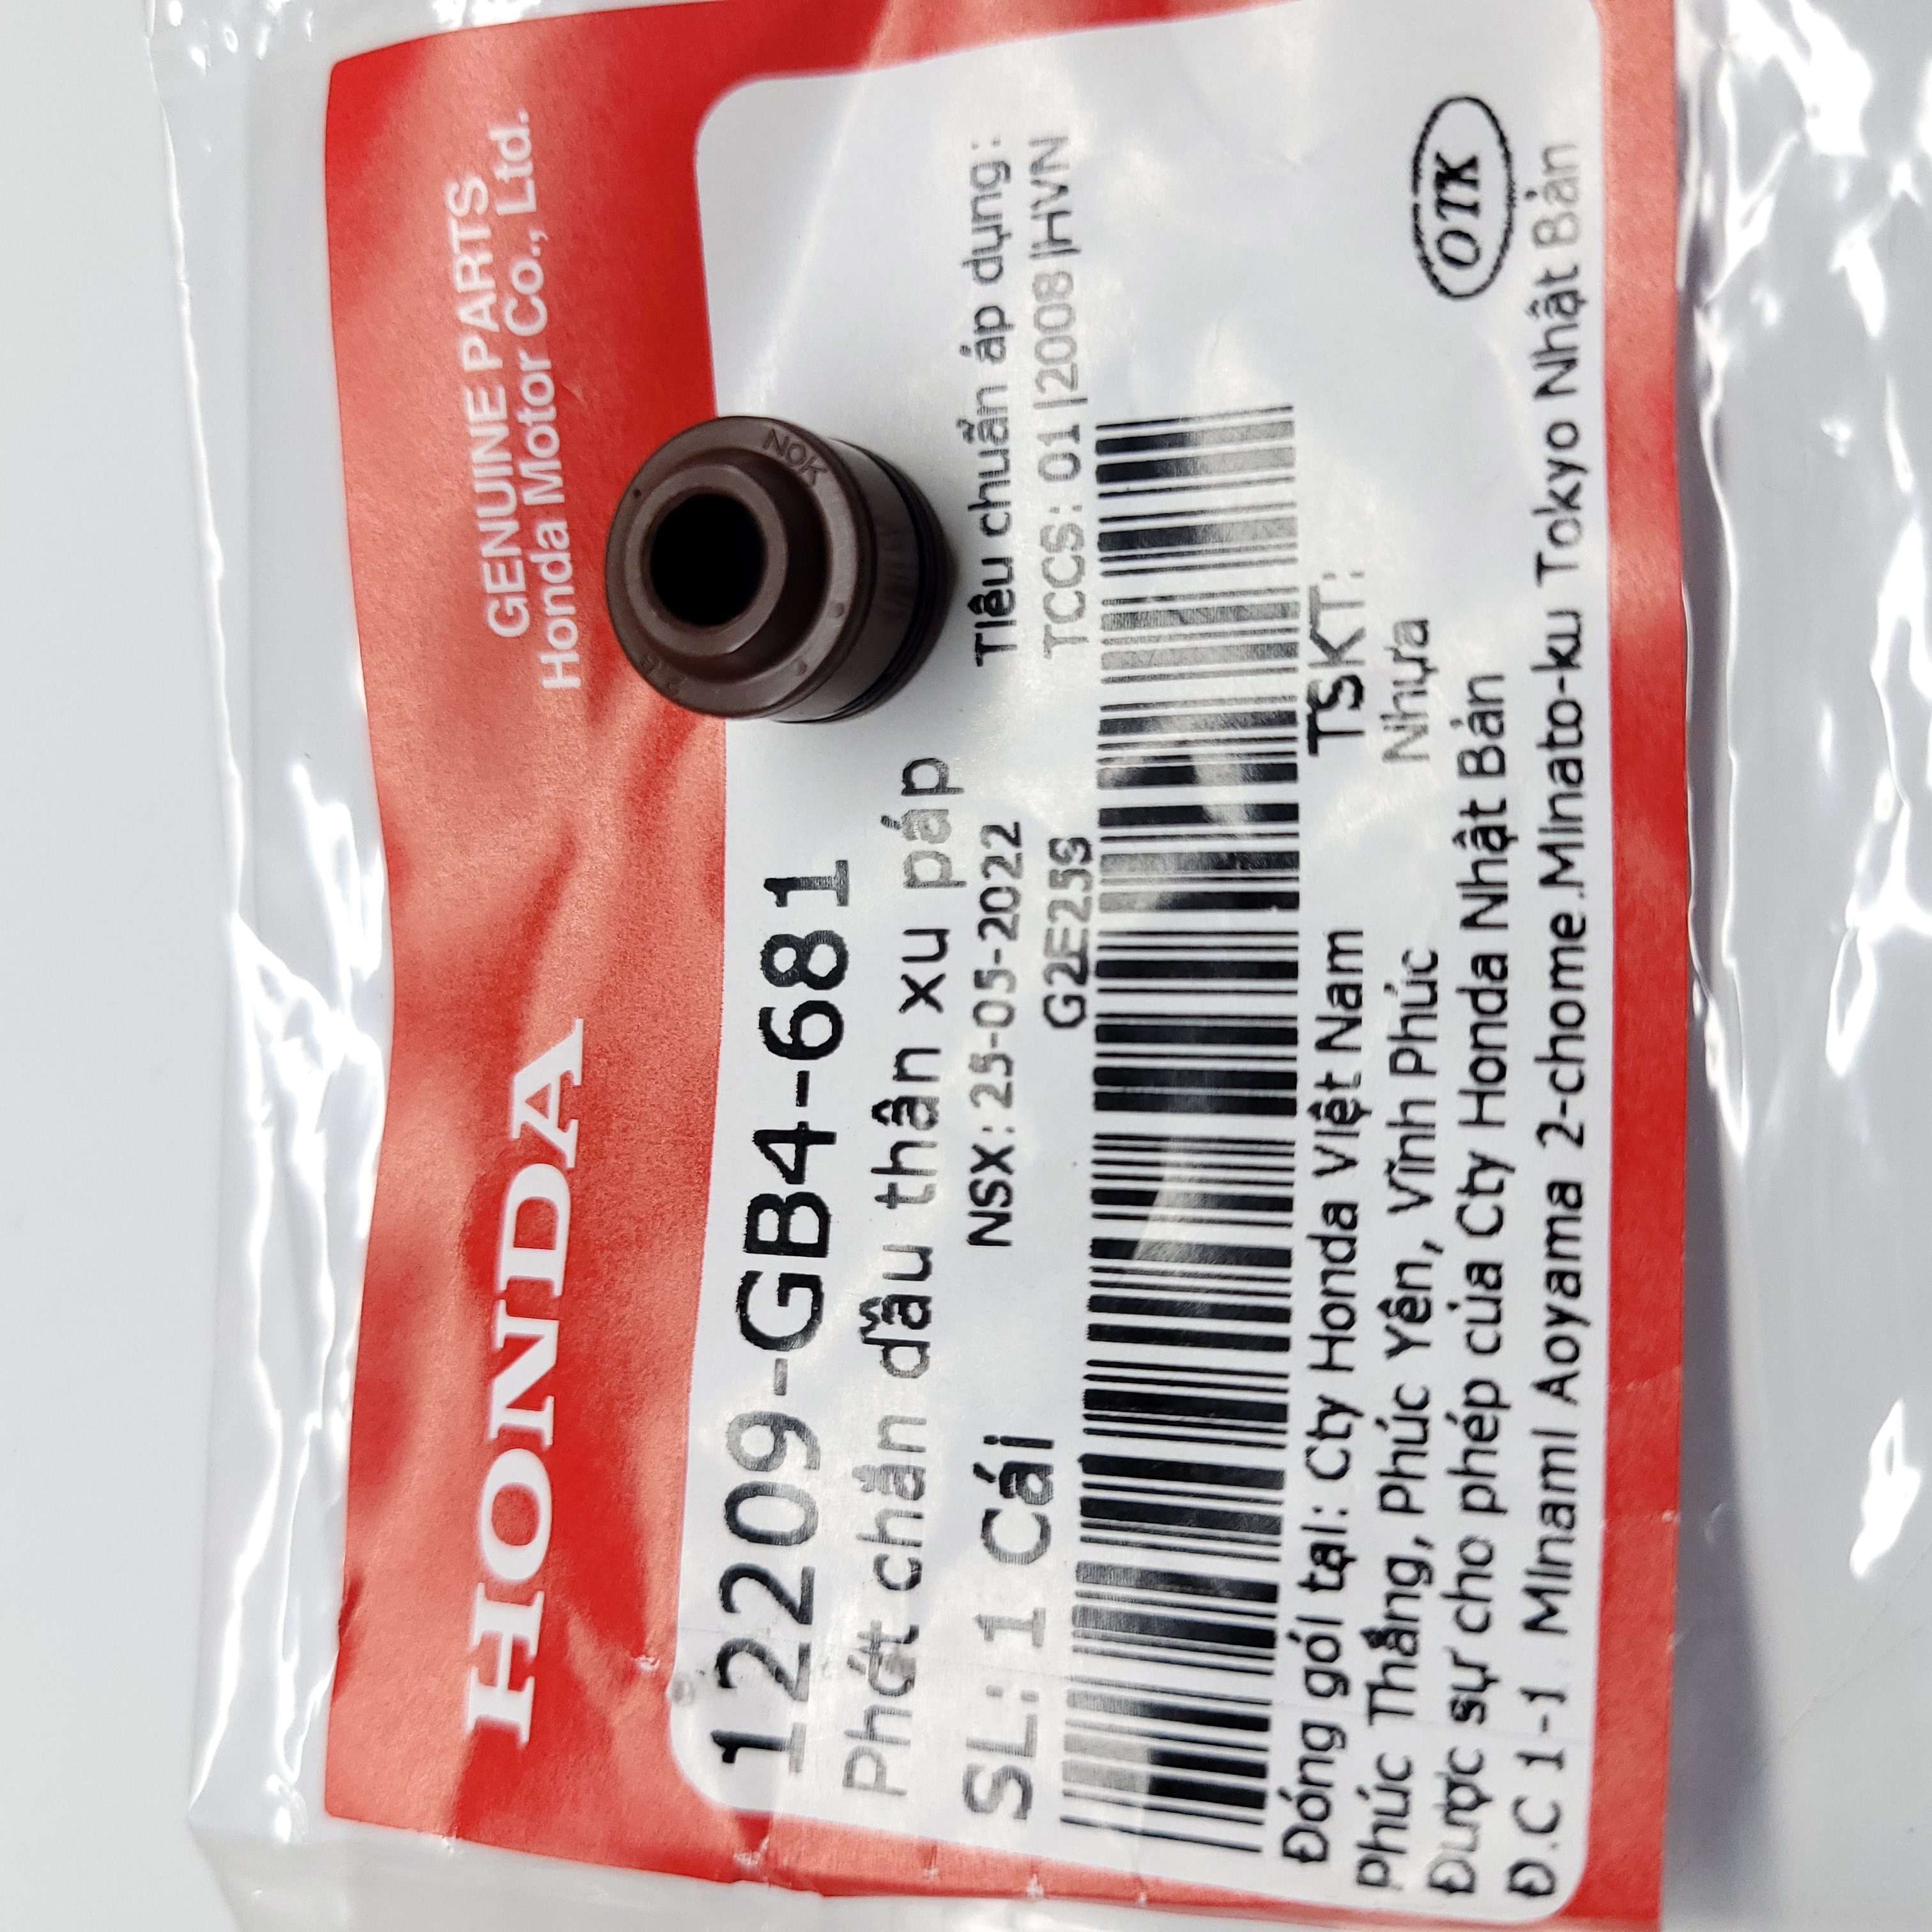 HONDA
GENUINE PARTS
Honda Motor Co., Ltd.
NOK
12209-GB4-681
Phớt chắn dầu thân xu páp
SL: 1 Cái
NSX: 25-05-2022
G2E25S
Tiêu chuẩn áp dụng:
TCCS: 01|2008|HVN
Đóng gói tại: Cty Honda Việt Nam
Phúc Thắng, Phúc Yên, Vĩnh Phúc
Được sự cho phép của Cty Honda Nhật Bản
Đ.C 1-1 MInamI Aoyama 2-chome.MInato-ku Tokyo Nhật Bản
TSKT:
Nhựa
OTK